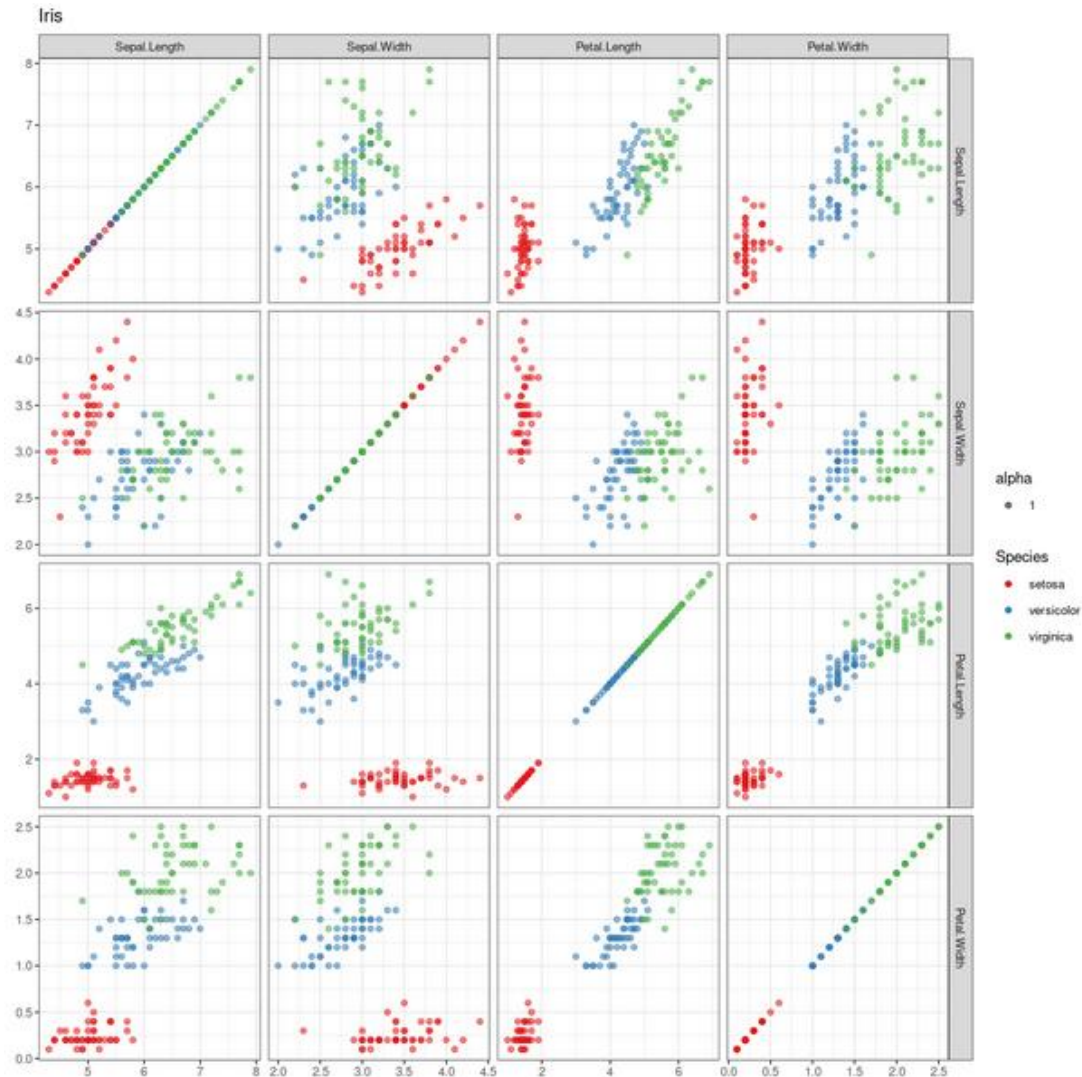 Iris
Sepal.Length Sepal.Width Petal.Length Petal.Width
8
7
6
5
Sepal.Length
4.5
4.0
3.5
3.0
2.5
2.0
Sepal.Width
6
4
2
Petal.Length
2.5
2.0
1.5
1.0
0.5
0.0
Petal.Width
5 6 7 8 2.0 2.5 3.0 3.5 4.0 4.5 2 4 6 0.0 0.5 1.0 1.5 2.0 2.5
alpha
1
Species
setosa
versicolor
virginica